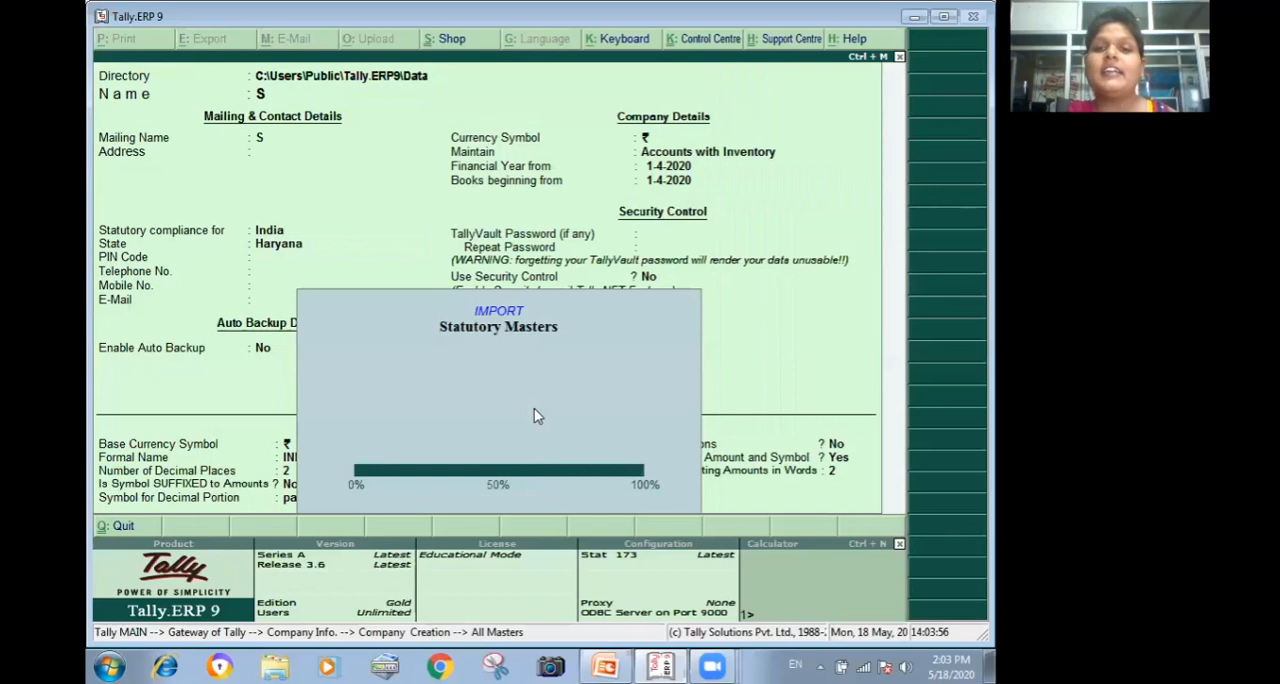 Tally.ERP 9
P: Print E: Export M: E-Mail O: Upload S: Shop G: Language K: Keyboard K: Control Centre H: Support Centre H: Help
Ctrl + M
Directory : C:\Users\Public\Tally.ERP9\Data
Name : S
Mailing & Contact Details
Company Details
Mailing Name : S
Currency Symbol : ₹
Address :
Maintain : Accounts with Inventory
Financial Year from : 1-4-2020
Books beginning from : 1-4-2020
Security Control
Statutory compliance for : India
TallyVault Password (if any) :
State : Haryana
Repeat Password :
PIN Code :
(WARNING: forgetting your TallyVault password will render your data unusable!!)
Telephone No. :
Use Security Control ? No
Mobile No. :
E-Mail :
IMPORT
Auto Backup D
Statutory Masters
Enable Auto Backup : No
Base Currency Symbol : ₹
ons ? No
Formal Name : IN
Amount and Symbol ? Yes
Number of Decimal Places : 2
ting Amounts in Words : 2
Is Symbol SUFFIXED to Amounts ? No
0% 50% 100%
Symbol for Decimal Portion : pa
Q: Quit
Product Version License Configuration Calculator Ctrl + N
Tally
POWER OF SIMPLICITY
Tally.ERP 9
Series A Latest
Release 3.6 Latest
Edition Gold
Users Unlimited
Educational Mode
Stat 173 Latest
Proxy None
ODBC Server on Port 9000
1>
Tally MAIN --> Gateway of Tally --> Company Info. --> Company Creation --> All Masters (c) Tally Solutions Pvt. Ltd., 1988-2 Mon, 18 May, 20 14:03:56
EN
2:03 PM
5/18/2020